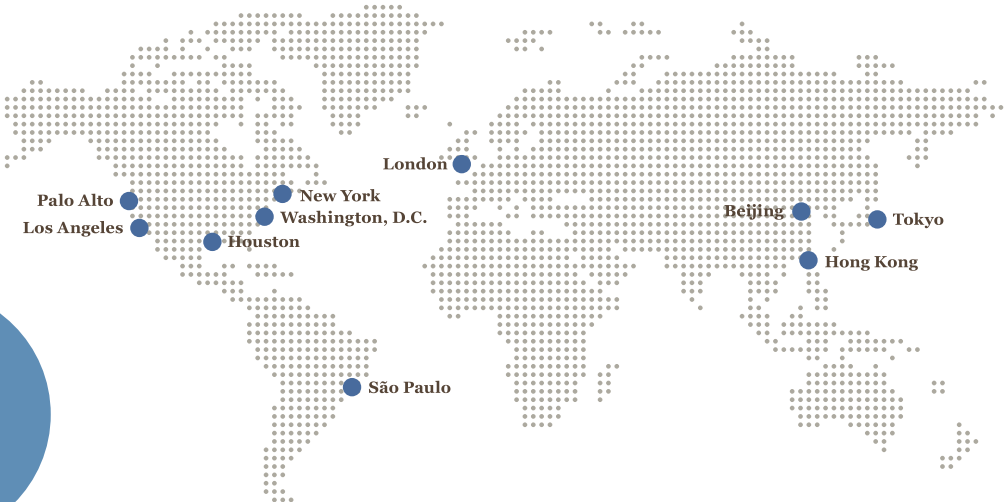 London
New York
Palo Alto
Washington, D.C.
Beijing
Tokyo
Los Angeles
Houston
Hong Kong
São Paulo